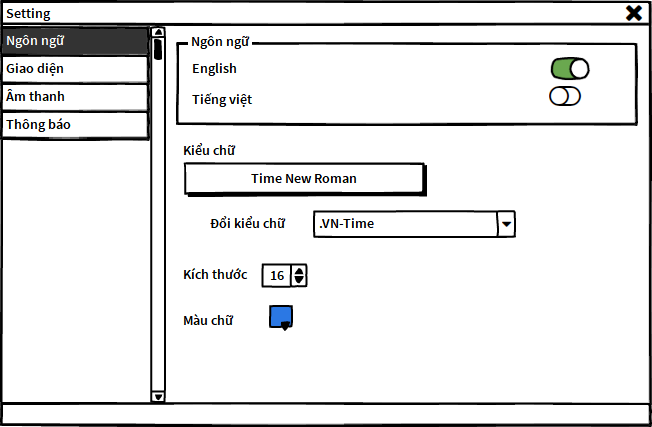 Setting
Ngôn ngữ
Giao diện
Âm thanh
Thông báo
Ngôn ngữ
English
Tiếng việt
Kiểu chữ
Time New Roman
Đổi kiểu chữ
.VN-Time
Kích thước
16
Màu chữ